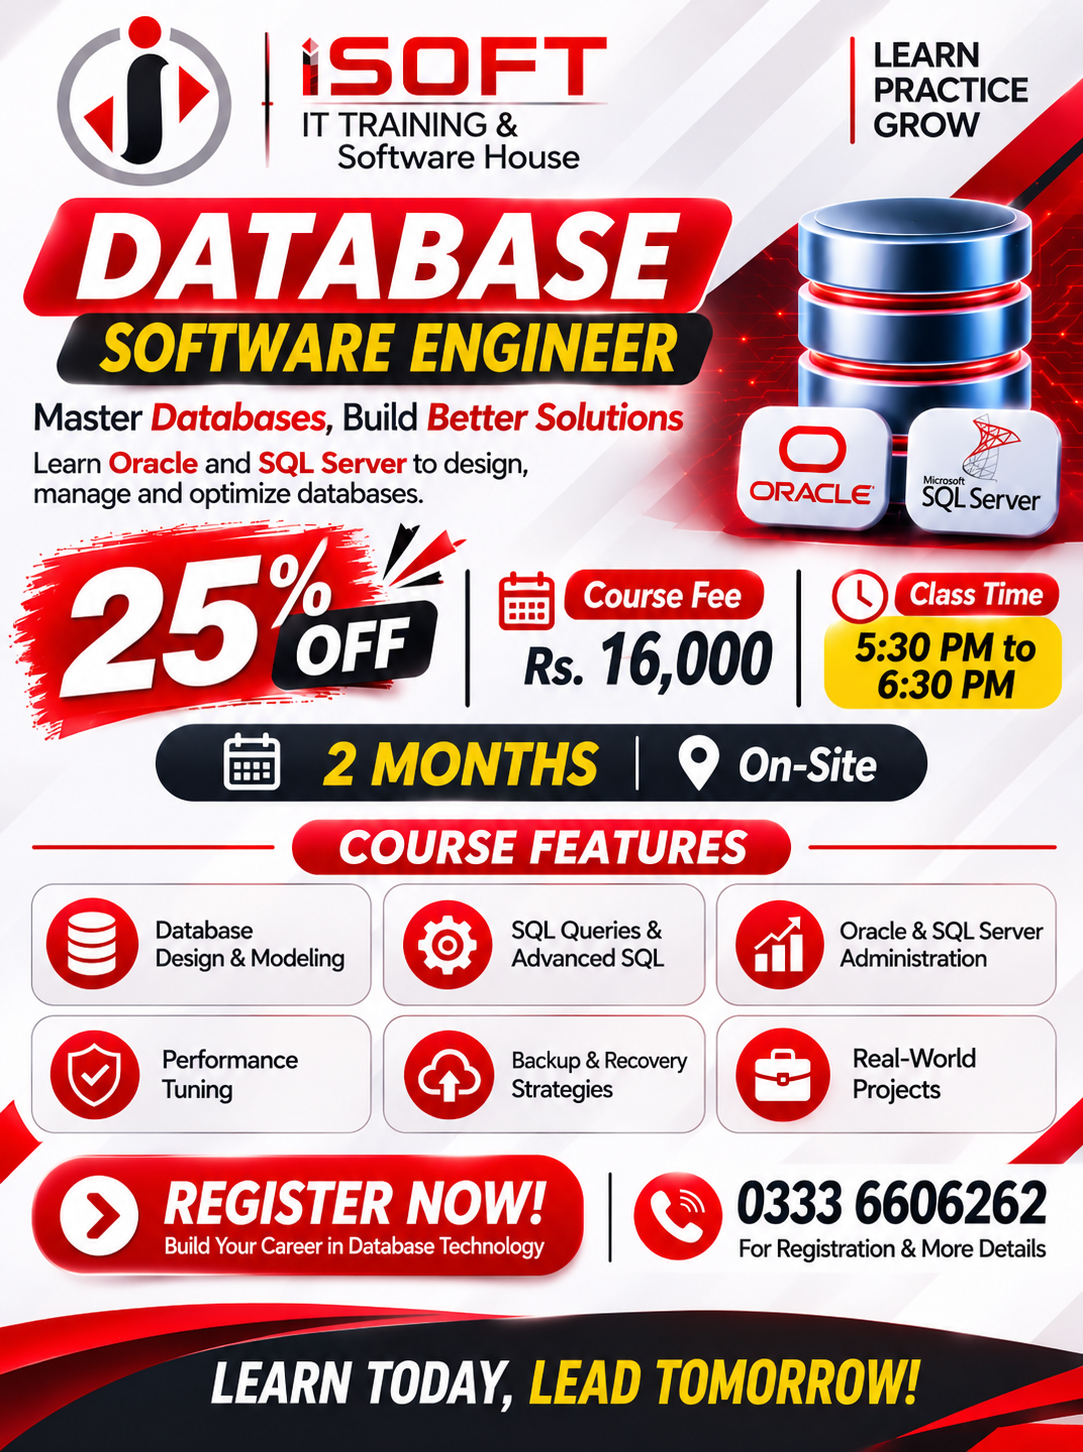 iSOFT
IT TRAINING &
Software House
LEARN
PRACTICE
GROW
DATABASE
SOFTWARE ENGINEER
Master Databases, Build Better Solutions
Learn Oracle and SQL Server to design,
manage and optimize databases.
ORACLE
Microsoft
SQL Server
25% OFF
Course Fee
Rs. 16,000
Class Time
5:30 PM to
6:30 PM
2 MONTHS
On-Site
COURSE FEATURES
Database
Design & Modeling
SQL Queries &
Advanced SQL
Oracle & SQL Server
Administration
Performance
Tuning
Backup & Recovery
Strategies
Real-World
Projects
REGISTER NOW!
Build Your Career in Database Technology
0333 6606262
For Registration & More Details
LEARN TODAY, LEAD TOMORROW!